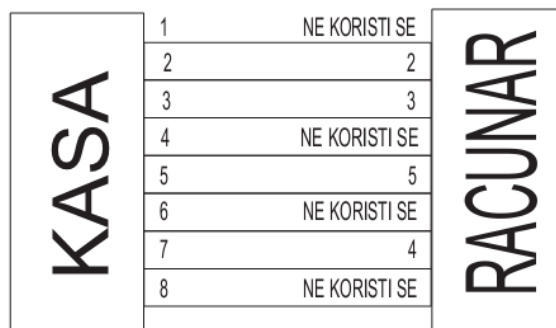 KASA
1 NE KORISTI SE
2 2
3 3
4 NE KORISTI SE
5 5
6 NE KORISTI SE
7 4
8 NE KORISTI SE
RACUNAR